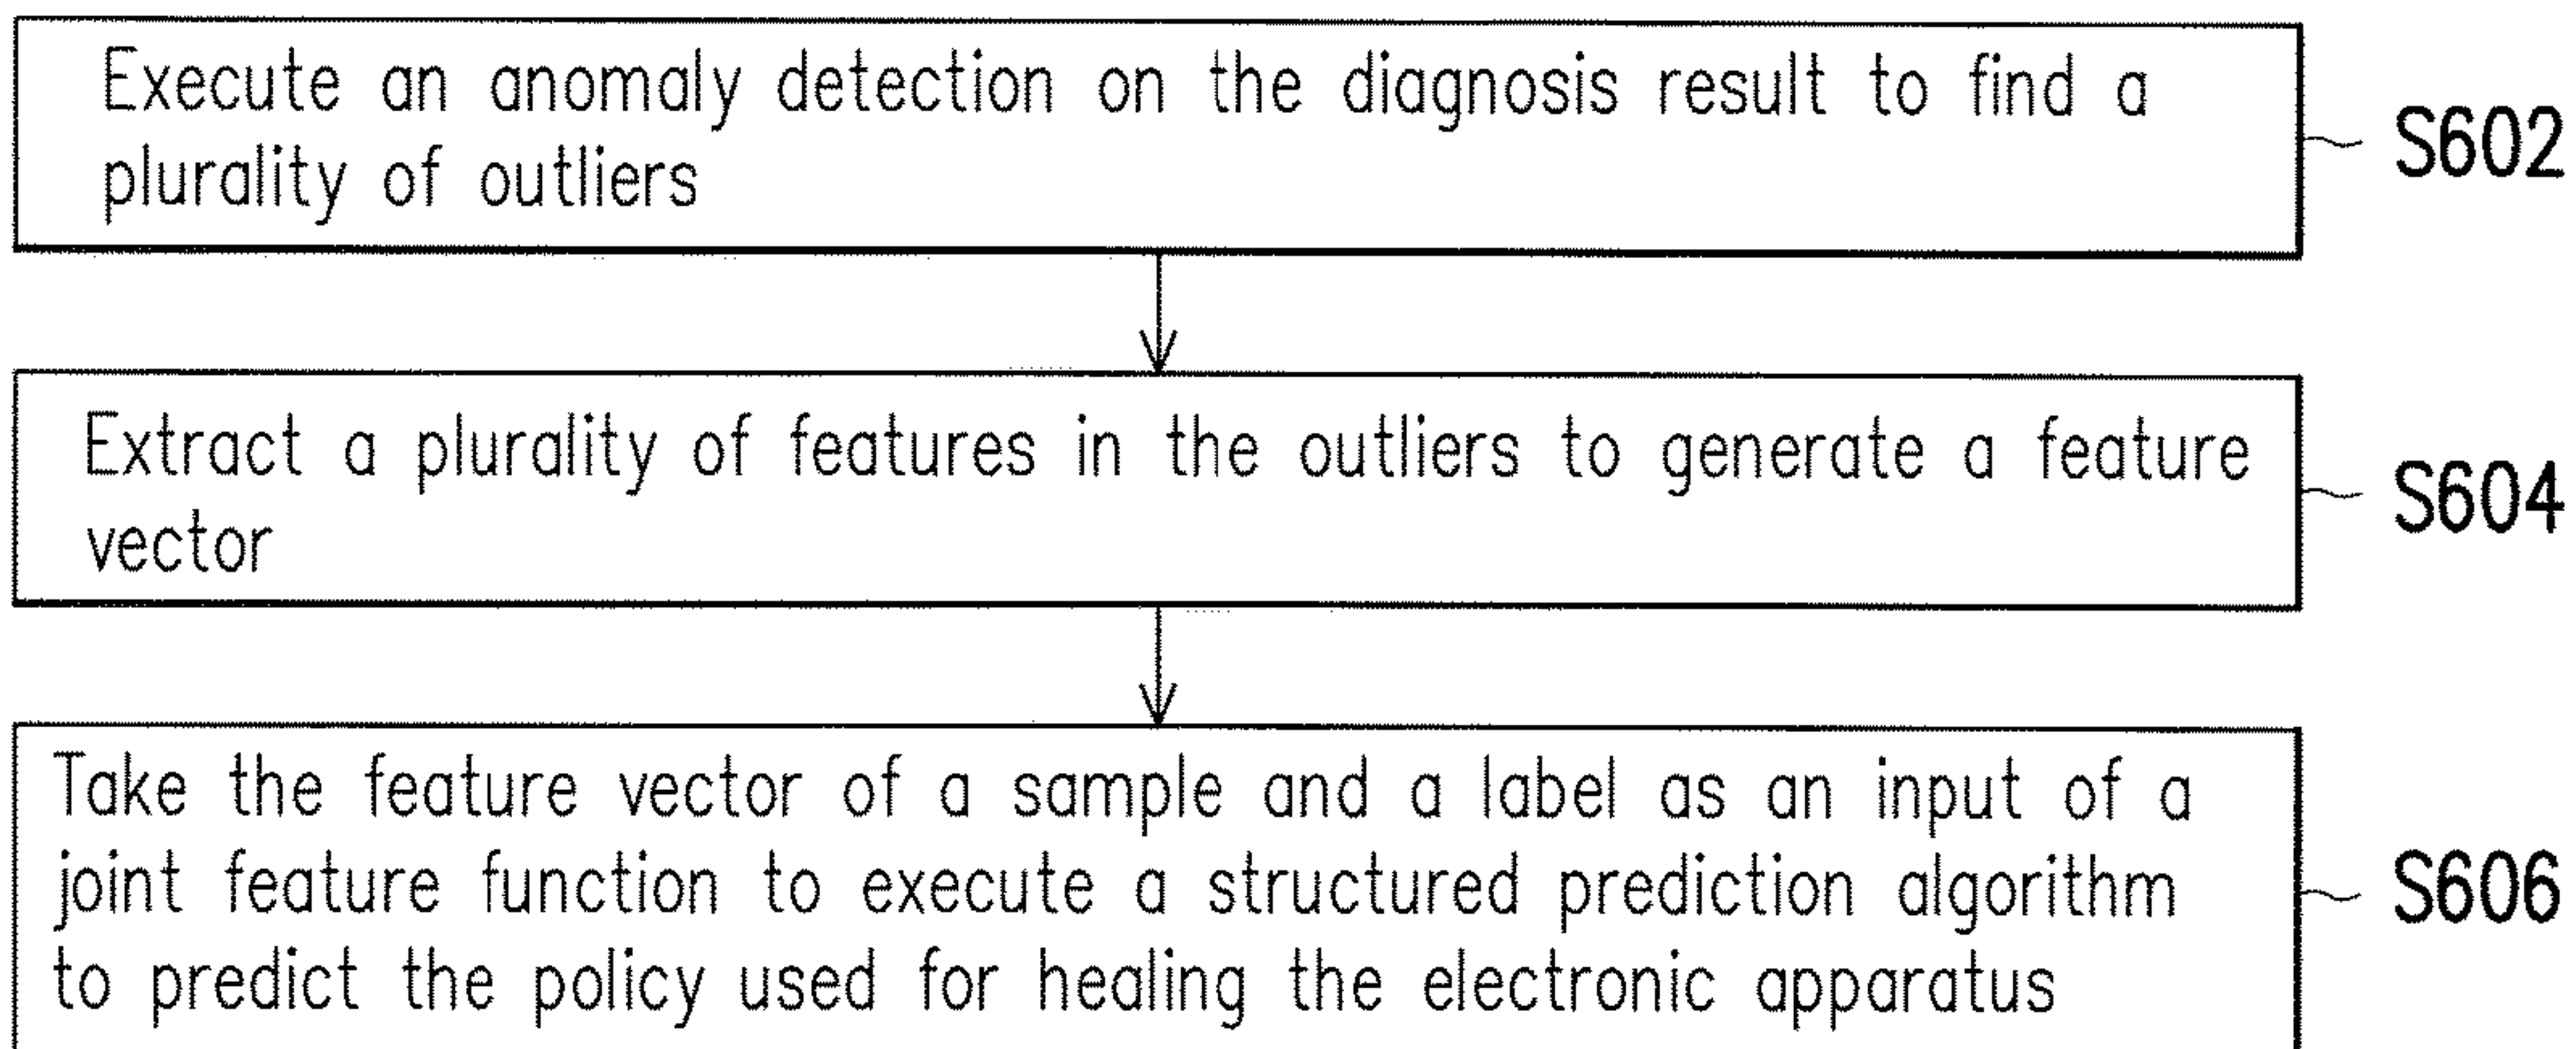 Execute an anomaly detection on the diagnosis result to find a
plurality of outliers
S602
Extract a plurality of features in the outliers to generate a feature
vector
S604
Take the feature vector of a sample and a label as an input of a
joint feature function to execute a structured prediction algorithm
to predict the policy used for healing the electronic apparatus
S606